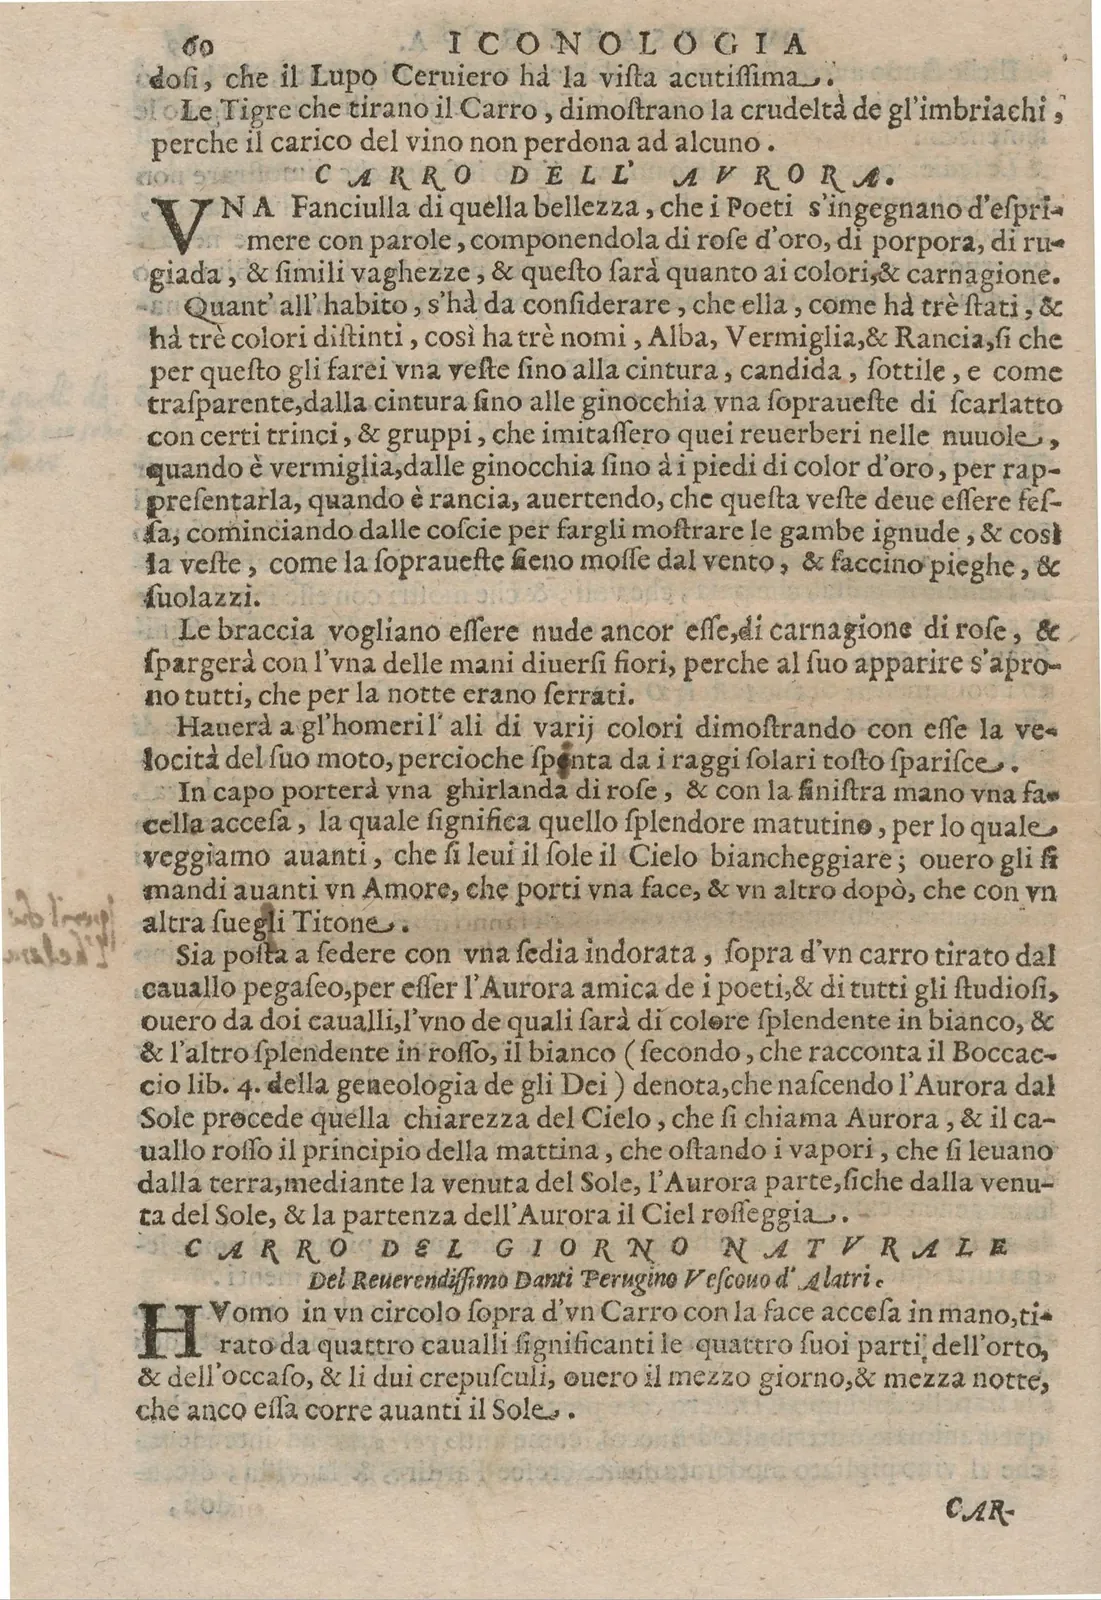 60 ICONOLOGIA
dosi, che il Lupo Ceruiero hà la vista acutissima.
Le Tigre che tirano il Carro, dimostrano la crudeltà de gl'imbriachi,
perche il carico del vino non perdona ad alcuno.
CARRO DELL' AVRORA.
VNA Fanciulla di quella bellezza, che i Poeti s'ingegnano d'espri-
mere con parole, componendola di rose d'oro, di porpora, di ru-
giada, & simili vaghezze, & questo sarà quanto ai colori,& carnagione.
Quant' all' habito, s'hà da considerare, che ella, come hà trè stati, &
hà trè colori distinti, così ha trè nomi, Alba, Vermiglia,& Rancia,si che
per questo gli farei vna veste sino alla cintura, candida, sottile, e come
trasparente,dalla cintura sino alle ginocchia vna sopraueste di scarlatto
con certi trinci, & gruppi, che imitassero quei reuerberi nelle nuuole,
quando è vermiglia,dalle ginocchia sino à i piedi di color d'oro, per rap-
presentarla, quando è rancia, auertendo, che questa veste deue essere fes-
sa, cominciando dalle coscie per fargli mostrare le gambe ignude, & così
la veste, come la sopraueste sieno mosse dal vento, & faccino pieghe, &
suolazzi.
Le braccia vogliano essere nude ancor esse,di carnagione di rose, &
spargerà con l'vna delle mani diuersi fiori, perche al suo apparire s'apro-
no tutti, che per la notte erano serrati.
Hauerà a gl'homeri l' ali di varij colori dimostrando con esse la ve-
locità del suo moto, percioche spenta da i raggi solari tosto sparisce.
In capo porterà vna ghirlanda di rose, & con la sinistra mano vna fa-
cella accesa, la quale significa quello splendore matutino, per lo quale
veggiamo auanti, che si leui il sole il Cielo biancheggiare; ouero gli si
mandi auanti vn Amore, che porti vna face, & vn altro dopò, che con vn
altra suegli Titone.
Sia posta a sedere con vna sedia indorata, sopra d'vn carro tirato dal
cauallo pegaseo,per esser l'Aurora amica de i poeti,& di tutti gli studiosi,
ouero da doi caualli,l'vno de quali sarà di colore splendente in bianco, &
& l'altro splendente in rosso, il bianco (secondo, che racconta il Boccac-
cio lib. 4. della geneologia de gli Dei) denota,che nascendo l'Aurora dal
Sole procede quella chiarezza del Cielo, che si chiama Aurora, & il ca-
uallo rosso il principio della mattina, che ostando i vapori, che si leuano
dalla terra,mediante la venuta del Sole, l'Aurora parte,siche dalla venu-
ta del Sole, & la partenza dell'Aurora il Ciel rosseggia.
CARRO DEL GIORNO NATVRALE
Del Reuerendissimo Danti Perugino Vescouo d' Alatri.
HVomo in vn circolo sopra d'vn Carro con la face accesa in mano,ti-
rato da quattro caualli significanti le quattro suoi parti dell'orto,
& dell'occaso, & li dui crepusculi, ouero il mezzo giorno,& mezza notte,
che anco essa corre auanti il Sole.
CAR-